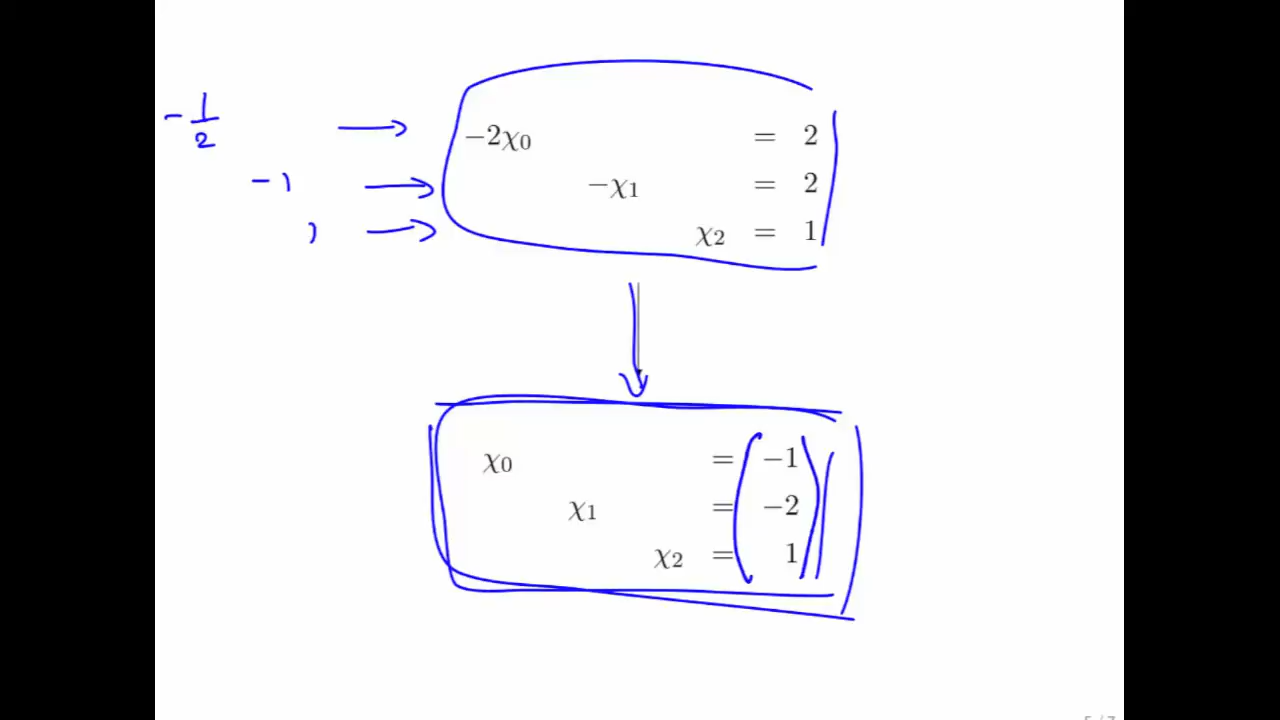 -1/2 → −2χ0 = 2
-1 → −χ1 = 2
1 → χ2 = 1
χ0 = −1
χ1 = −2
χ2 = 1